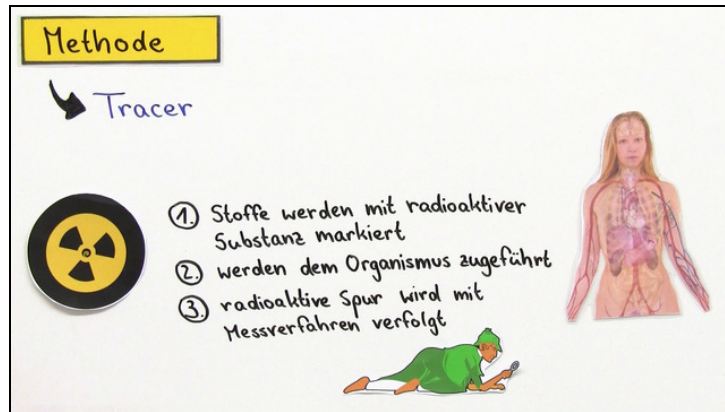 Methode
Tracer
1. Stoffe werden mit radioaktiver
Substanz markiert
2. werden dem Organismus zugeführt
3. radioaktive Spur wird mit
Messverfahren verfolgt